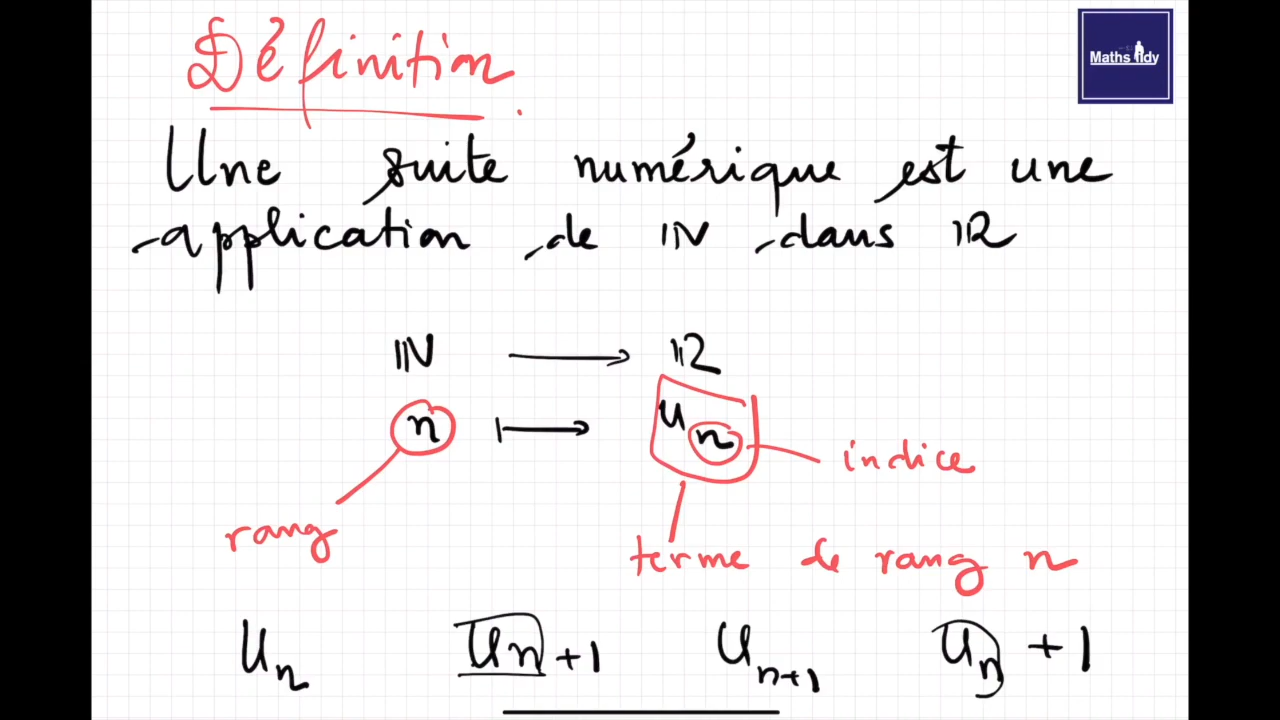 Définition
Une suite numérique est une
application de ℕ dans ℝ
ℕ ⟶ ℝ
n ⟼ uₙ
indice
rang
terme de rang n
Uₙ Un+1 Uₙ₊₁ Uₙ + 1
Maths